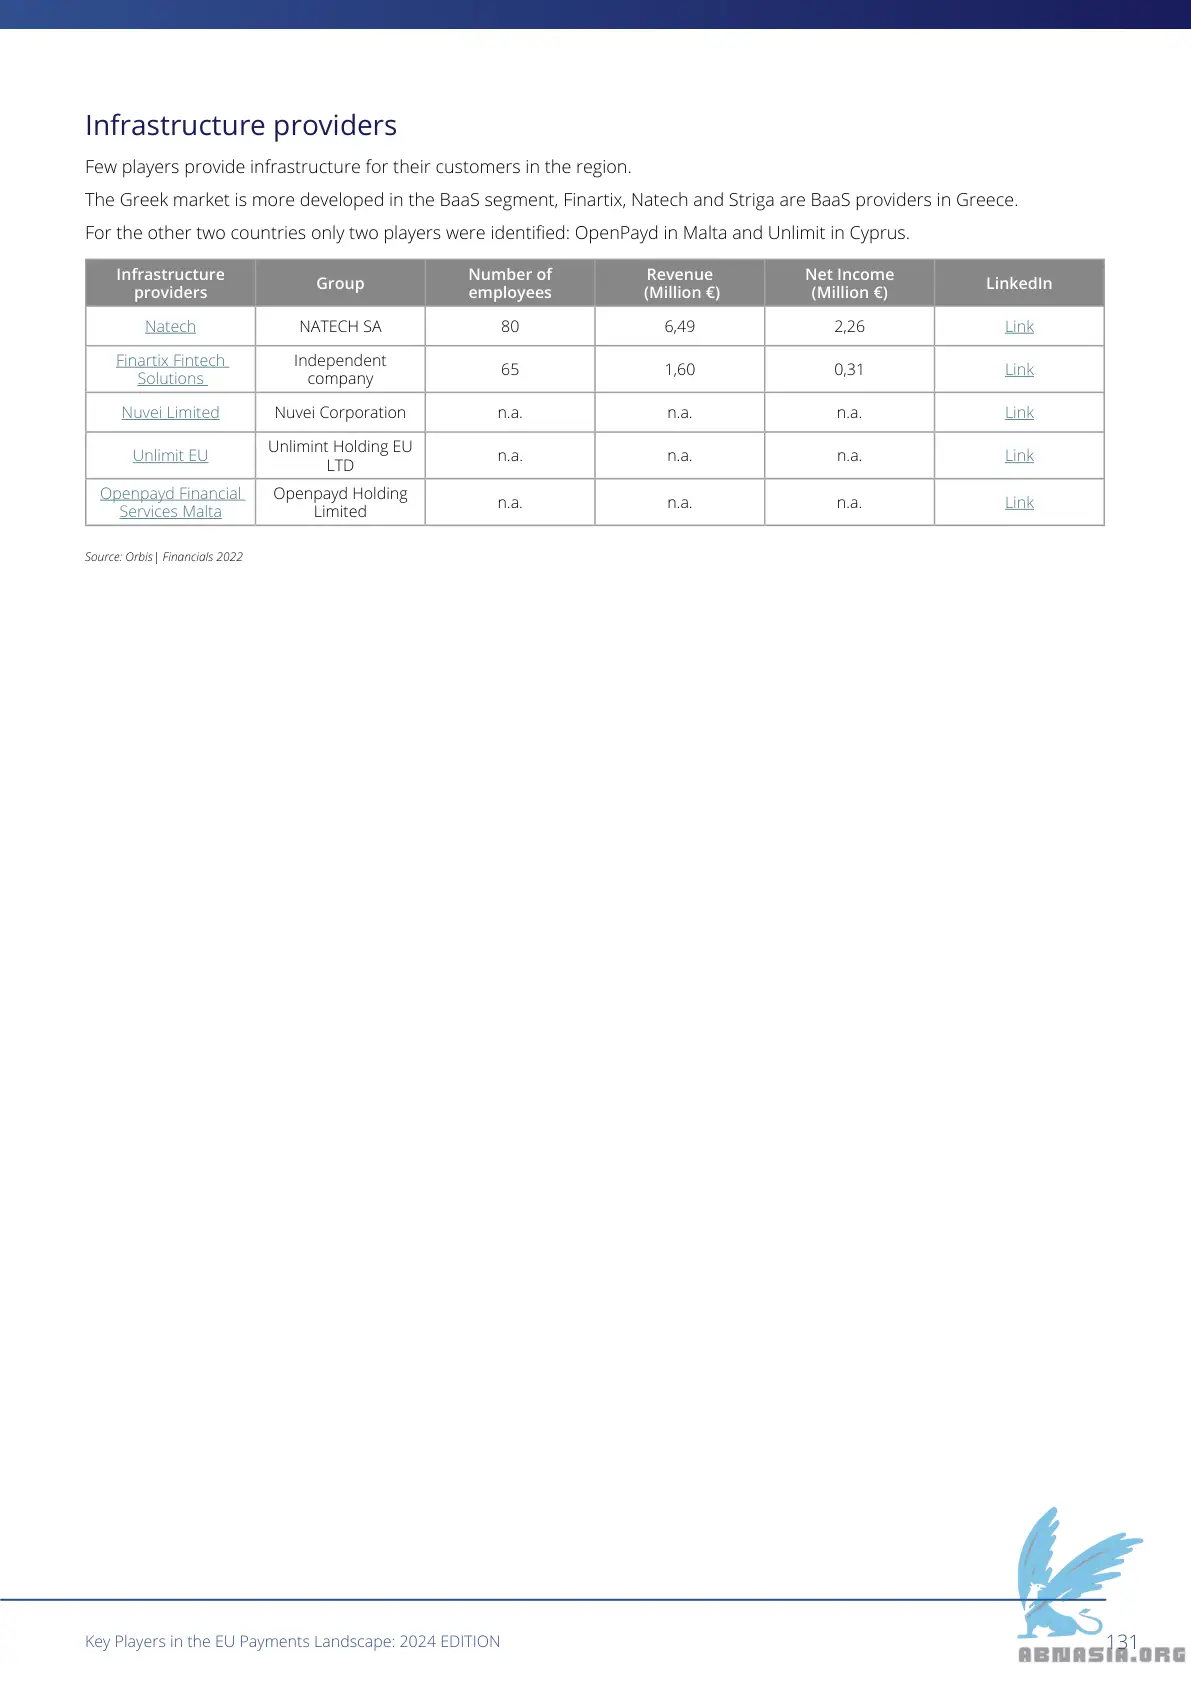 Infrastructure providers
Few players provide infrastructure for their customers in the region.
The Greek market is more developed in the BaaS segment, Finartix, Natech and Striga are BaaS providers in Greece.
For the other two countries only two players were identified: OpenPayd in Malta and Unlimit in Cyprus.
Infrastructure providers Group Number of employees Revenue (Million €) Net Income (Million €) LinkedIn
Natech NATECH SA 80 6,49 2,26 Link
Finartix Fintech Solutions Independent company 65 1,60 0,31 Link
Nuvei Limited Nuvei Corporation n.a. n.a. n.a. Link
Unlimit EU Unlimint Holding EU LTD n.a. n.a. n.a. Link
Openpayd Financial Services Malta Openpayd Holding Limited n.a. n.a. n.a. Link
Source: Orbis| Financials 2022
Key Players in the EU Payments Landscape: 2024 EDITION
131
ABNASIA.ORG